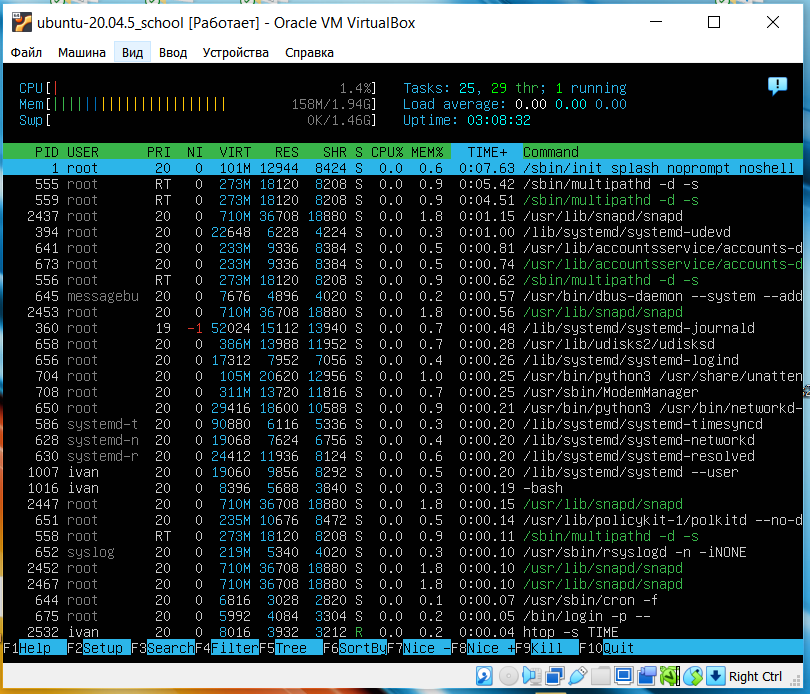 ubuntu-20.04.5_school [Работает] - Oracle VM VirtualBox
Файл Машина Вид Ввод Устройства Справка
CPU[| 1.4%] Tasks: 25, 29 thr; 1 running
Mem[|||||||||||||||||||||| 158M/1.94G] Load average: 0.00 0.00 0.00
Swp[ 0K/1.46G] Uptime: 03:08:32
PID USER PRI NI VIRT RES SHR S CPU% MEM% TIME+ Command
1 root 20 0 101M 12944 8424 S 0.0 0.6 0:07.63 /sbin/init splash noprompt noshell
555 root RT 0 273M 18120 8208 S 0.0 0.9 0:05.42 /sbin/multipathd -d -s
559 root RT 0 273M 18120 8208 S 0.0 0.9 0:04.51 /sbin/multipathd -d -s
2437 root 20 0 710M 36708 18880 S 0.0 1.8 0:01.15 /usr/lib/snapd/snapd
394 root 20 0 22648 6228 4224 S 0.0 0.3 0:01.00 /lib/systemd/systemd-udevd
641 root 20 0 233M 9336 8384 S 0.0 0.5 0:00.81 /usr/lib/accountsservice/accounts-d
673 root 20 0 233M 9336 8384 S 0.0 0.5 0:00.74 /usr/lib/accountsservice/accounts-d
556 root RT 0 273M 18120 8208 S 0.0 0.9 0:00.62 /sbin/multipathd -d -s
645 messagebu 20 0 7676 4896 4020 S 0.0 0.2 0:00.57 /usr/bin/dbus-daemon --system --add
2453 root 20 0 710M 36708 18880 S 0.0 1.8 0:00.56 /usr/lib/snapd/snapd
360 root 19 -1 52024 15112 13940 S 0.0 0.7 0:00.48 /lib/systemd/systemd-journald
658 root 20 0 386M 13988 11952 S 0.0 0.7 0:00.28 /usr/lib/udisks2/udisksd
656 root 20 0 17312 7952 7056 S 0.0 0.4 0:00.26 /lib/systemd/systemd-logind
704 root 20 0 105M 20620 12956 S 0.0 1.0 0:00.25 /usr/bin/python3 /usr/share/unatten
708 root 20 0 311M 13720 11816 S 0.0 0.7 0:00.25 /usr/sbin/ModemManager
650 root 20 0 29416 18600 10588 S 0.0 0.9 0:00.21 /usr/bin/python3 /usr/bin/networkd-
586 systemd-t 20 0 90880 6116 5336 S 0.0 0.3 0:00.20 /lib/systemd/systemd-timesyncd
628 systemd-n 20 0 19068 7624 6756 S 0.0 0.4 0:00.20 /lib/systemd/systemd-networkd
630 systemd-r 20 0 24412 11936 8124 S 0.0 0.6 0:00.20 /lib/systemd/systemd-resolved
1007 ivan 20 0 19060 9856 8292 S 0.0 0.5 0:00.20 /lib/systemd/systemd --user
1016 ivan 20 0 8396 5688 3840 S 0.0 0.3 0:00.19 -bash
2447 root 20 0 710M 36708 18880 S 0.0 1.8 0:00.15 /usr/lib/snapd/snapd
651 root 20 0 235M 10676 8472 S 0.0 0.5 0:00.14 /usr/lib/policykit-1/polkitd --no-d
558 root RT 0 273M 18120 8208 S 0.0 0.9 0:00.11 /sbin/multipathd -d -s
652 syslog 20 0 219M 5340 4020 S 0.0 0.3 0:00.10 /usr/sbin/rsyslogd -n -iNONE
2452 root 20 0 710M 36708 18880 S 0.0 1.8 0:00.10 /usr/lib/snapd/snapd
2467 root 20 0 710M 36708 18880 S 0.0 1.8 0:00.10 /usr/lib/snapd/snapd
644 root 20 0 6816 3028 2820 S 0.0 0.1 0:00.07 /usr/sbin/cron -f
675 root 20 0 5992 4084 3304 S 0.0 0.2 0:00.05 /bin/login -p --
2532 ivan 20 0 8016 3932 3212 R 0.0 0.2 0:00.04 htop -s TIME
F1Help F2Setup F3SearchF4FilterF5Tree F6SortByF7Nice -F8Nice +F9Kill F10Quit
Right Ctrl